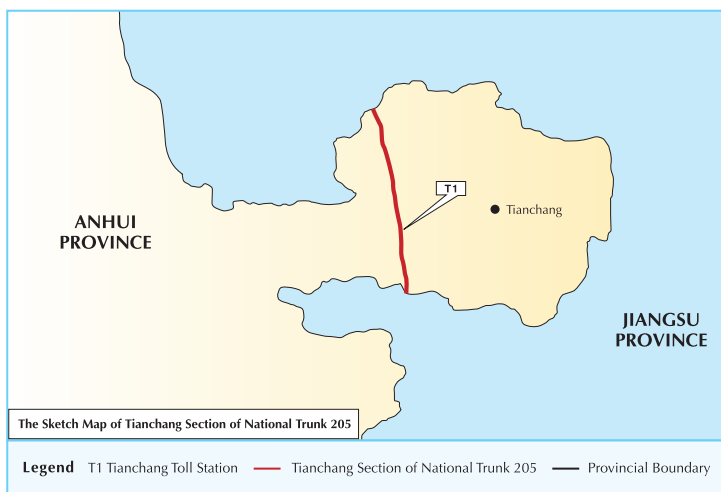 T1
Tianchang
ANHUI
PROVINCE
JIANGSU
PROVINCE
The Sketch Map of Tianchang Section of National Trunk 205
Legend T1 Tianchang Toll Station Tianchang Section of National Trunk 205 Provincial Boundary